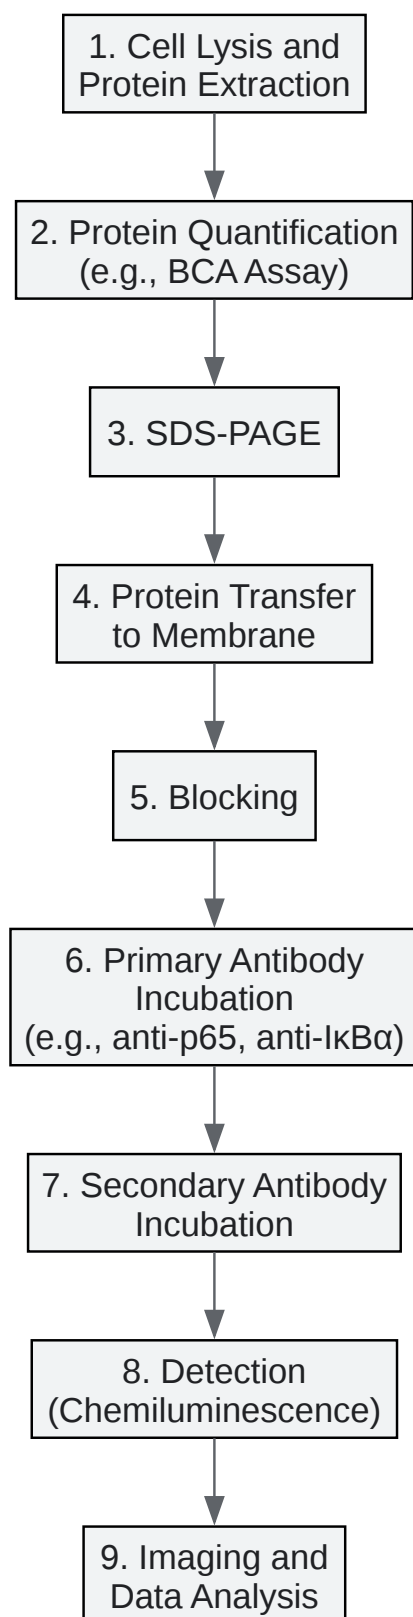 1. Cell Lysis and
Protein Extraction
2. Protein Quantification
(e.g., BCA Assay)
3. SDS-PAGE
4. Protein Transfer
to Membrane
5. Blocking
6. Primary Antibody
Incubation
(e.g., anti-p65, anti-IκBα)
7. Secondary Antibody
Incubation
8. Detection
(Chemiluminescence)
9. Imaging and
Data Analysis